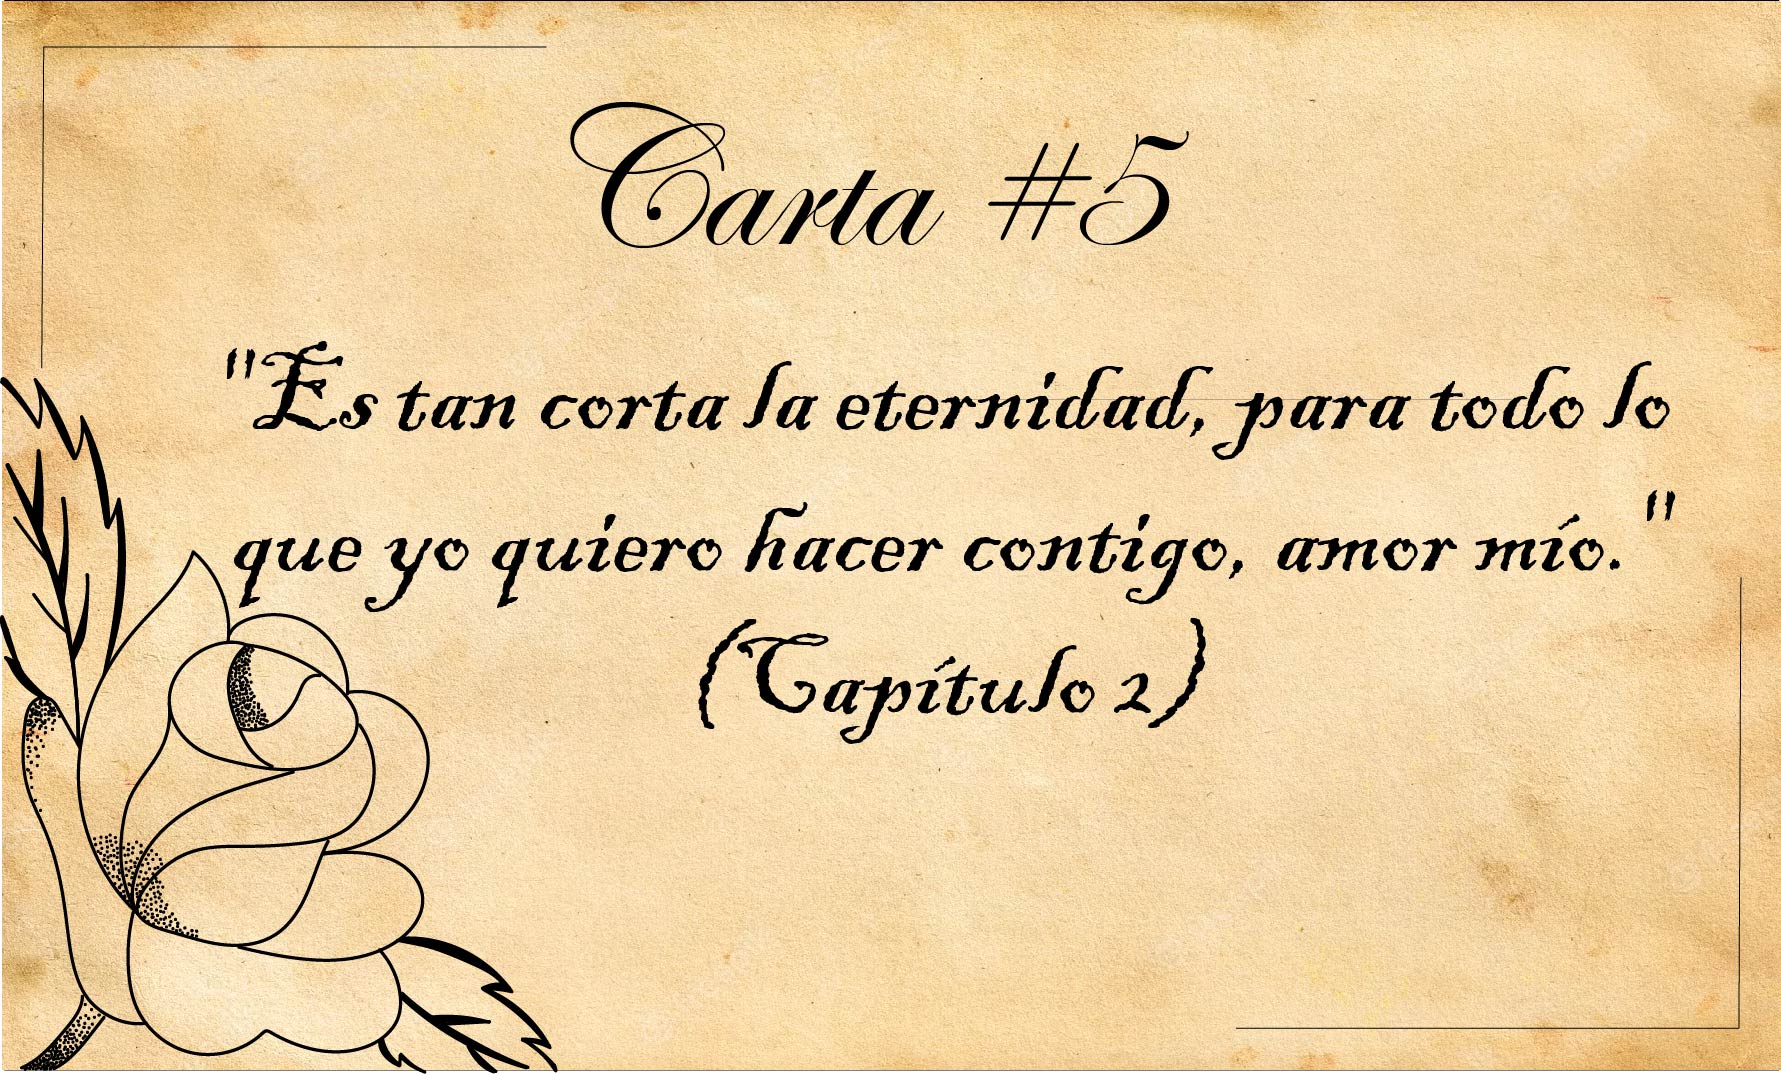 Carta #5
"Es tan corta la eternidad, para todo lo
que yo quiero hacer contigo, amor mío."
(Capítulo 2)